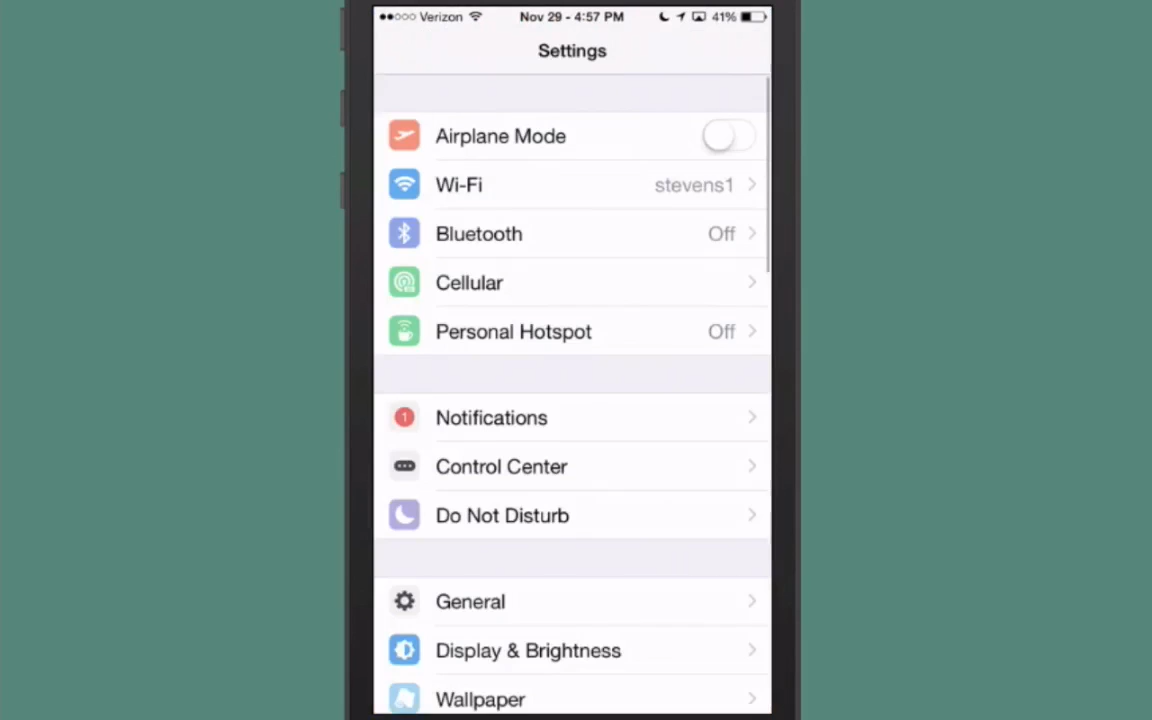 Verizon Nov 29 - 4:57 PM 41%
Settings
Airplane Mode
Wi-Fi stevens1
Bluetooth Off
Cellular
Personal Hotspot Off
1 Notifications
Control Center
Do Not Disturb
General
Display & Brightness
Wallpaper